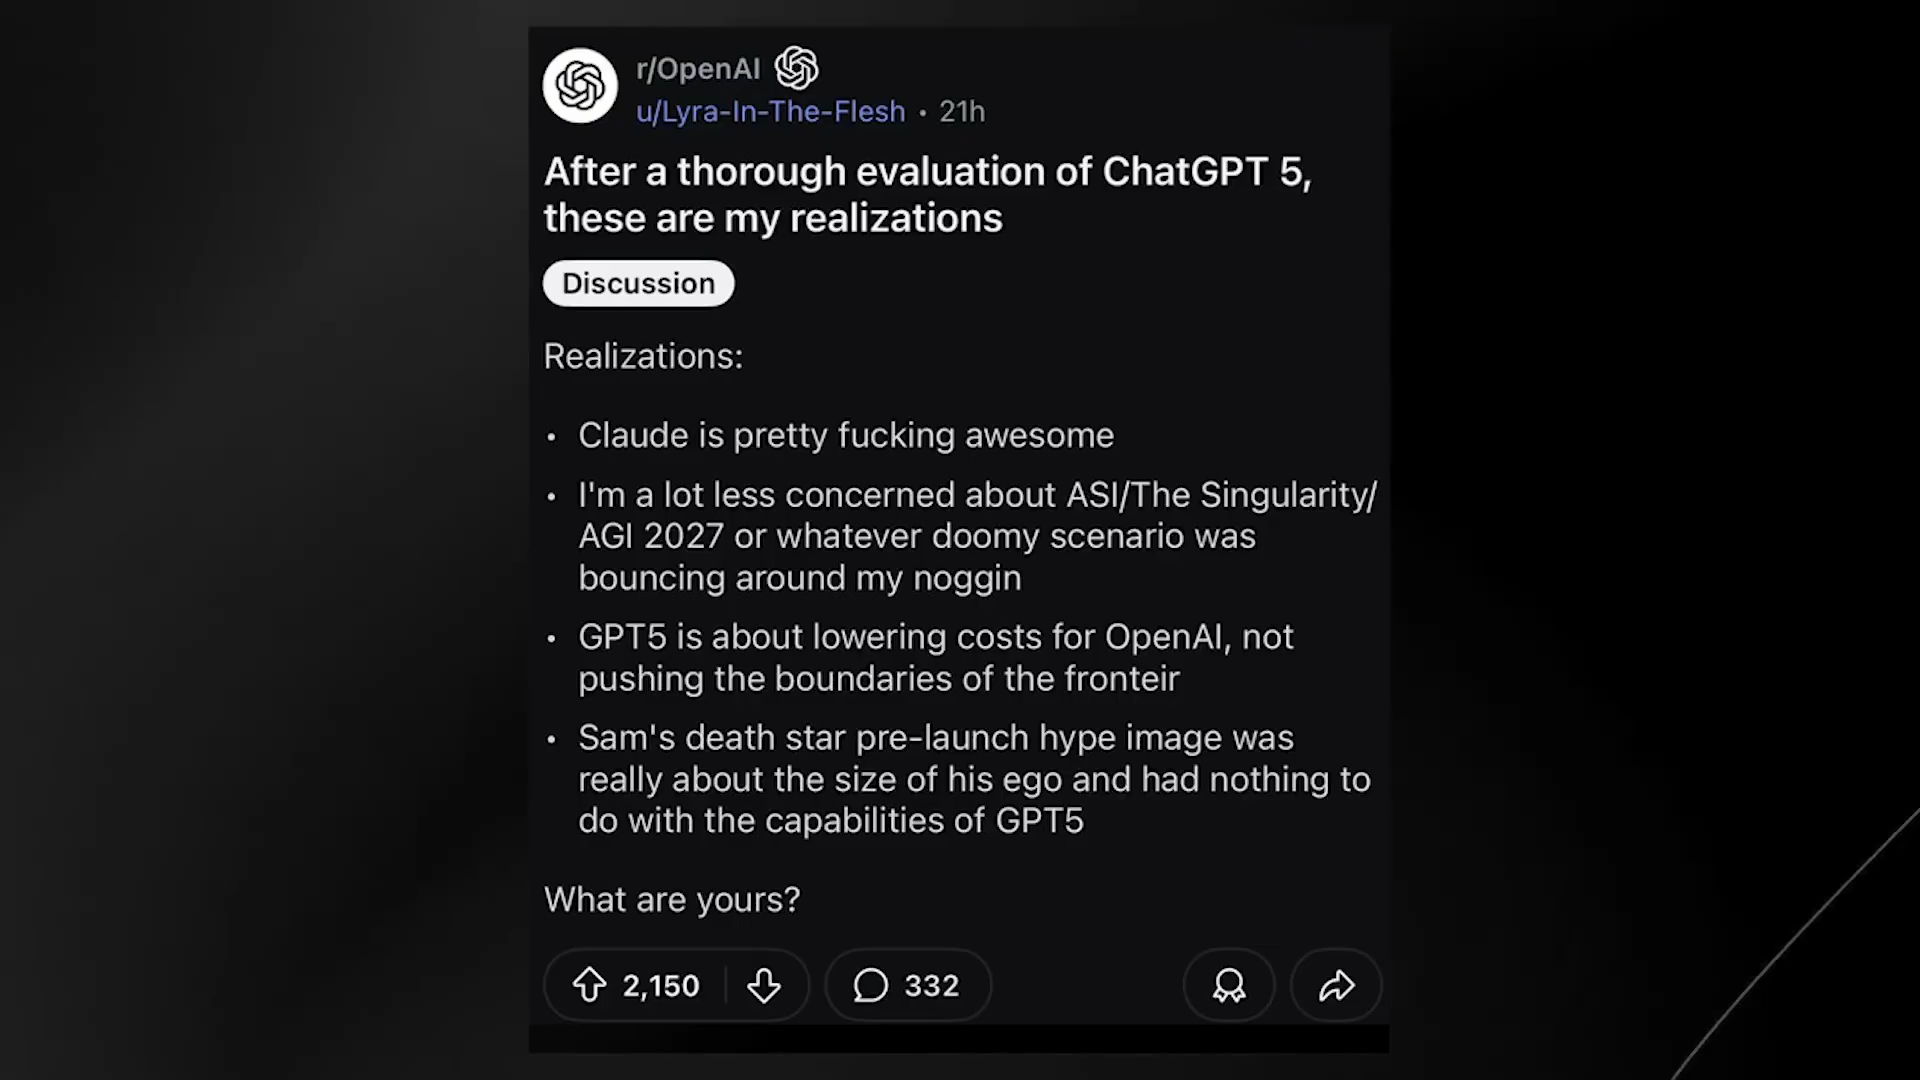 r/OpenAI
u/Lyra-In-The-Flesh • 21h
After a thorough evaluation of ChatGPT 5,
these are my realizations
Discussion
Realizations:
• Claude is pretty fucking awesome
• I'm a lot less concerned about ASI/The Singularity/
AGI 2027 or whatever doomy scenario was
bouncing around my noggin
• GPT5 is about lowering costs for OpenAI, not
pushing the boundaries of the fronteir
• Sam's death star pre-launch hype image was
really about the size of his ego and had nothing to
do with the capabilities of GPT5
What are yours?
2,150 332